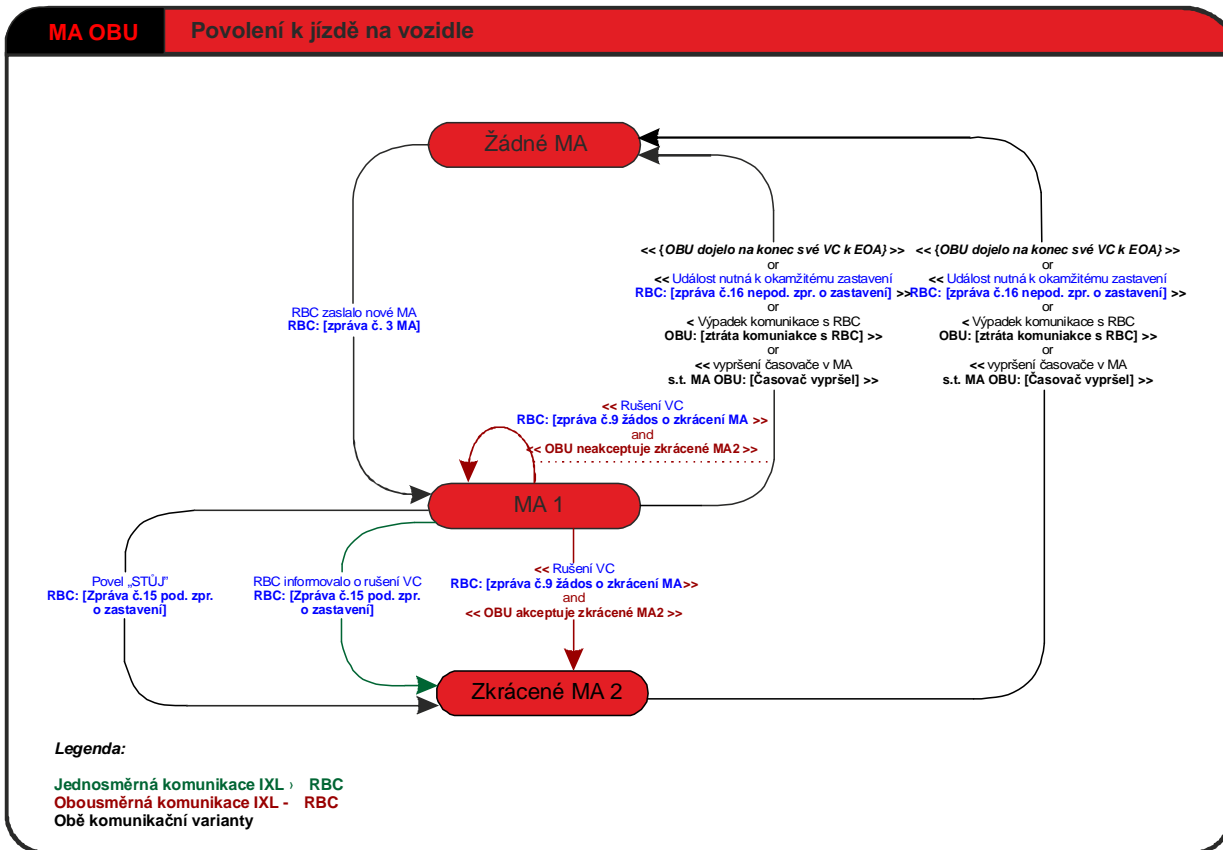 MA OBU
Povolení k jízdě na vozidle
Žádné MA
<< {OBU dojelo na konec své VC k EOA} >>
or
<< Událost nutná k okamžitému zastavení
RBC: [zpráva č.16 nepod. zpr. o zastavení] >>
or
< Výpadek komunikace s RBC
OBU: [ztráta komuniakce s RBC] >>
or
<< vypršení časovače v MA
s.t. MA OBU: [Časovač vypršel] >>
<< {OBU dojelo na konec své VC k EOA} >>
or
<< Událost nutná k okamžitému zastavení
RBC: [zpráva č.16 nepod. zpr. o zastavení] >>
or
< Výpadek komunikace s RBC
OBU: [ztráta komuniakce s RBC] >>
or
<< vypršení časovače v MA
s.t. MA OBU: [Časovač vypršel] >>
RBC zaslalo nové MA
RBC: [zpráva č. 3 MA]
<< Rušení VC
RBC: [zpráva č.9 žádos o zkrácení MA >>
and
<< OBU neakceptuje zkrácené MA2 >>
MA 1
Povel „STŮJ"
RBC: [Zpráva č.15 pod. zpr.
o zastavení]
RBC informovalo o rušení VC
RBC: [Zpráva č.15 pod. zpr.
o zastavení]
<< Rušení VC
RBC: [zpráva č.9 žádos o zkrácení MA>>
and
<< OBU akceptuje zkrácené MA2 >>
Zkrácené MA 2
Legenda:
Jednosměrná komunikace IXL › RBC
Obousměrná komunikace IXL - RBC
Obě komunikační varianty